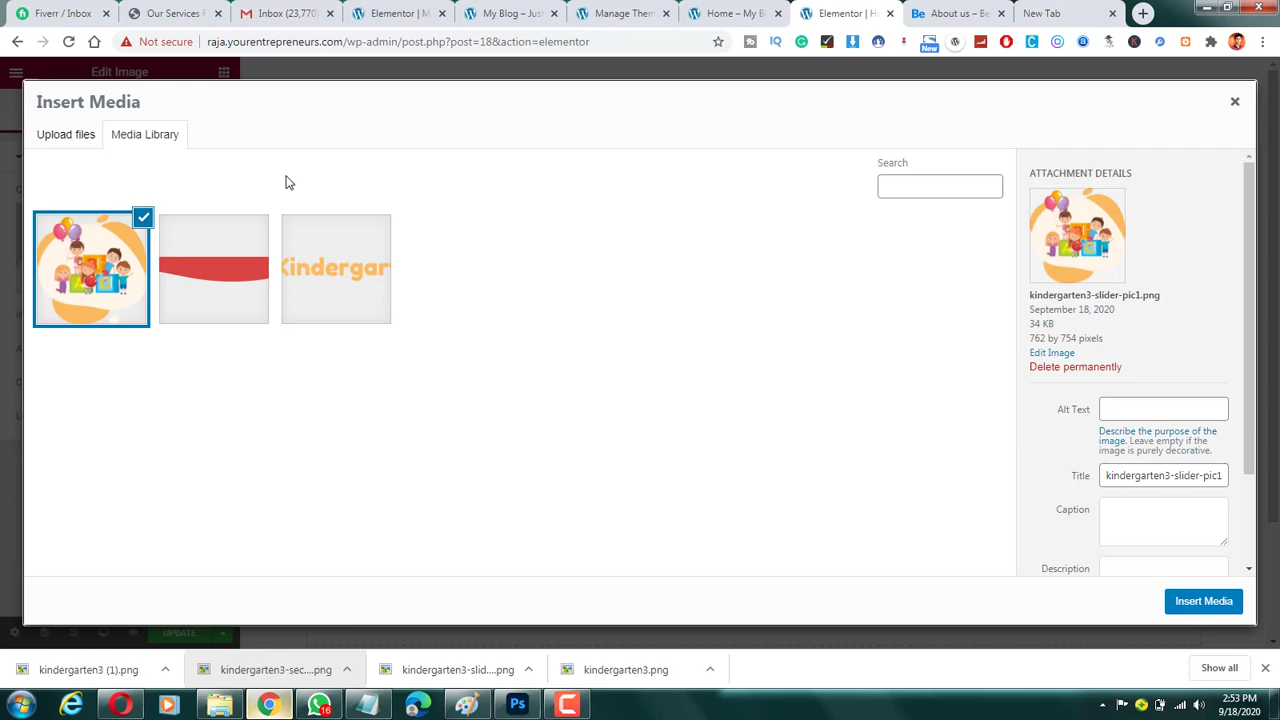 Fiverr / Inbox
Our Services F
Inbox (23,770)
Elementor | M
My Blog – Jus
Manage Them
Home – My Bl
Elementor | H
About us – Be
New Tab
Not secure
raja.yourentrepreneurs.com/wp-admin/post.php?post=18&action=elementor
New
Edit Image
Insert Media
Upload files
Media Library
Search
ATTACHMENT DETAILS
Kindergar
kindergarten3-slider-pic1.png
September 18, 2020
34 KB
762 by 754 pixels
Edit Image
Delete permanently
Alt Text
Describe the purpose of the
image. Leave empty if the
image is purely decorative.
Title
kindergarten3-slider-pic1
Caption
Description
Insert Media
UPDATE
kindergarten3 (1).png
kindergarten3-sec....png
kindergarten3-slid....png
kindergarten3.png
Show all
16
2:53 PM
9/18/2020